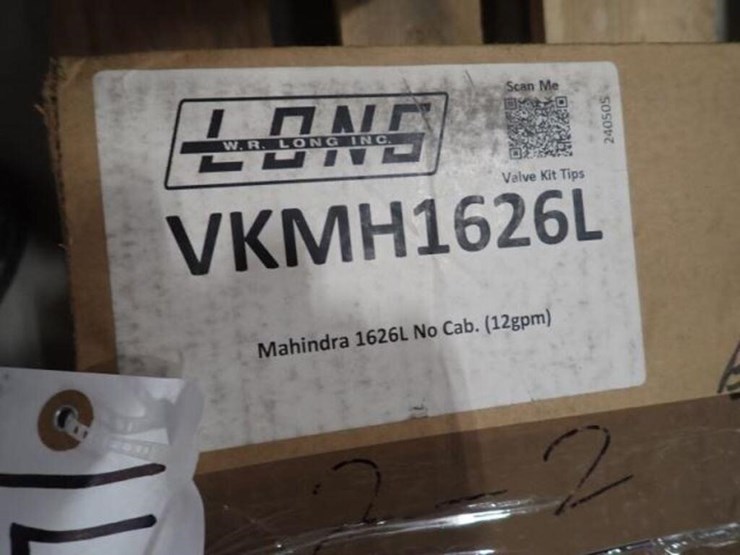 LONG
W.R. LONG INC.
Scan Me
240505
Valve Kit Tips
VKMH1626L
Mahindra 1626L No Cab. (12gpm)
2-2